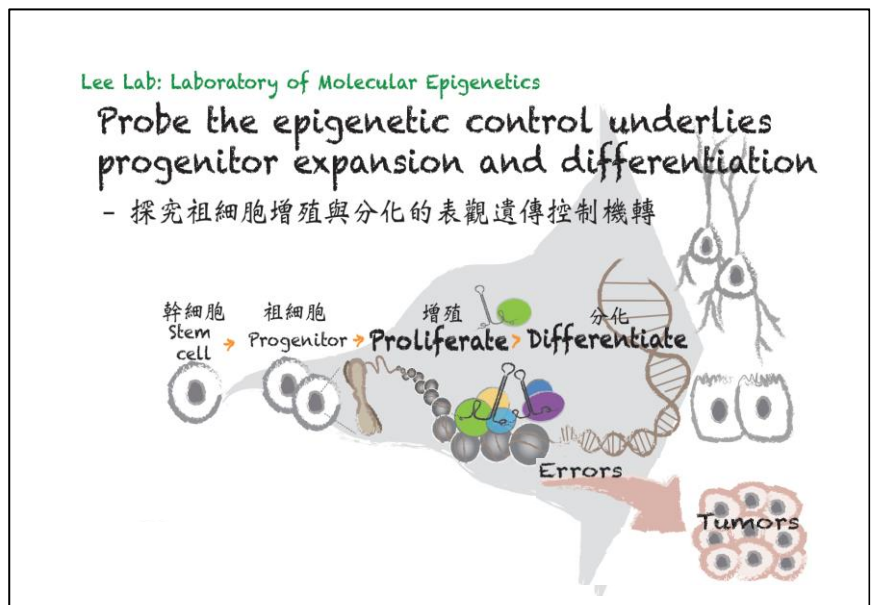 Lee Lab: Laboratory of Molecular Epigenetics
Probe the epigenetic control underlies
progenitor expansion and differentiation
- 探究祖細胞增殖與分化的表觀遺傳控制機轉
幹細胞
Stem
cell
祖細胞
Progenitor
增殖
Proliferate
分化
Differentiate
Errors
Tumors